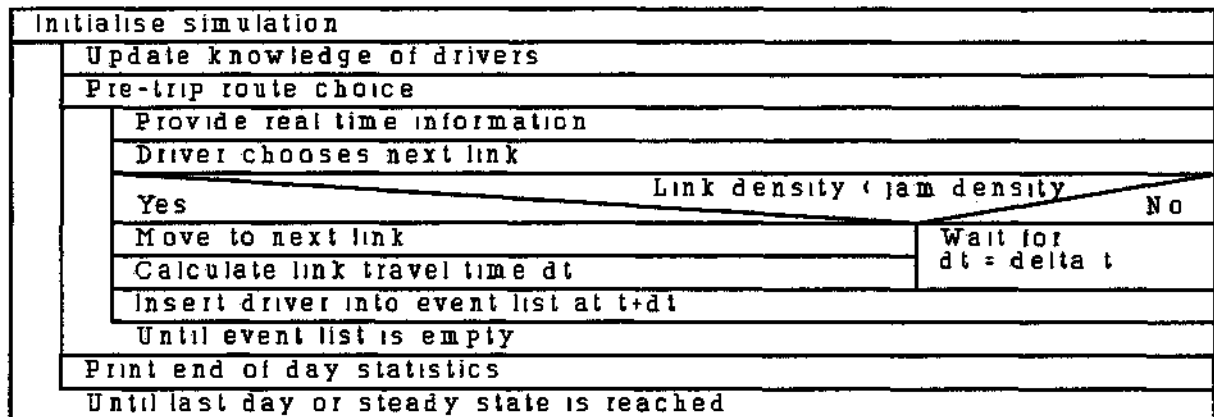 Initialise simulation
Update knowledge of drivers
Pre-trip route choice
Provide real time information
Driver chooses next link
Link density < jam density
Yes
No
Move to next link
Wait for
Calculate link travel time dt
dt = delta t
Insert driver into event list at t+dt
Until event list is empty
Print end of day statistics
Until last day or steady state is reached